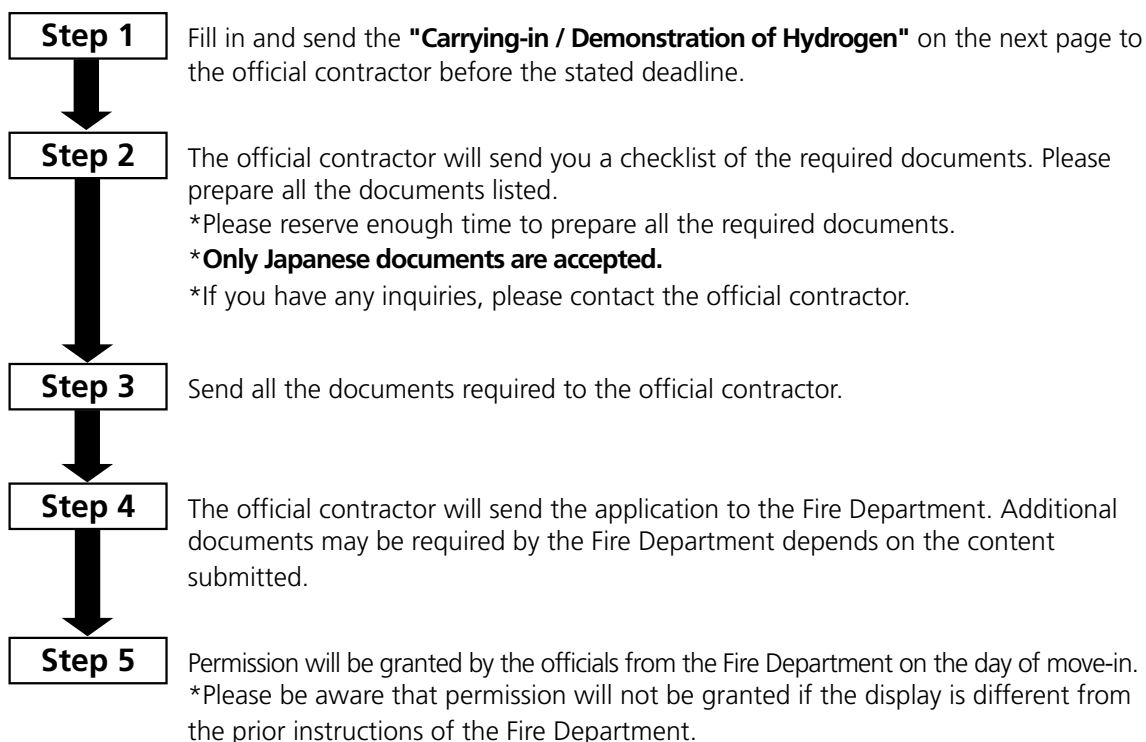 Step 1
Fill in and send the "Carrying-in / Demonstration of Hydrogen" on the next page to
the official contractor before the stated deadline.
Step 2
The official contractor will send you a checklist of the required documents. Please
prepare all the documents listed.
*Please reserve enough time to prepare all the required documents.
*Only Japanese documents are accepted.
*If you have any inquiries, please contact the official contractor.
Step 3
Send all the documents required to the official contractor.
Step 4
The official contractor will send the application to the Fire Department. Additional
documents may be required by the Fire Department depends on the content
submitted.
Step 5
Permission will be granted by the officials from the Fire Department on the day of move-in.
*Please be aware that permission will not be granted if the display is different from
the prior instructions of the Fire Department.